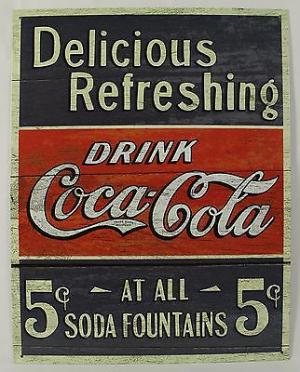 Delicious
Refreshing
DRINK
Coca-Cola
5¢ AT ALL 5¢
SODA FOUNTAINS